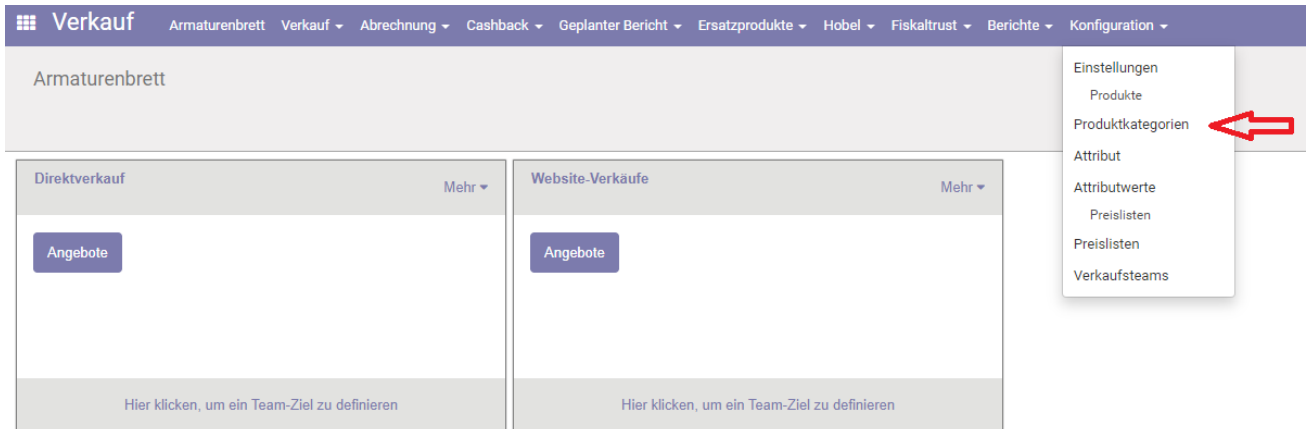 Verkauf Armaturenbrett Verkauf Abrechnung Cashback Geplanter Bericht Ersatzprodukte Hobel Fiskaltrust Berichte Konfiguration
Armaturenbrett
Einstellungen
Produkte
Produktkategorien
Attribut
Attributwerte
Preislisten
Preislisten
Verkaufsteams
Direktverkauf Mehr
Angebote
Hier klicken, um ein Team-Ziel zu definieren
Website-Verkäufe Mehr
Angebote
Hier klicken, um ein Team-Ziel zu definieren